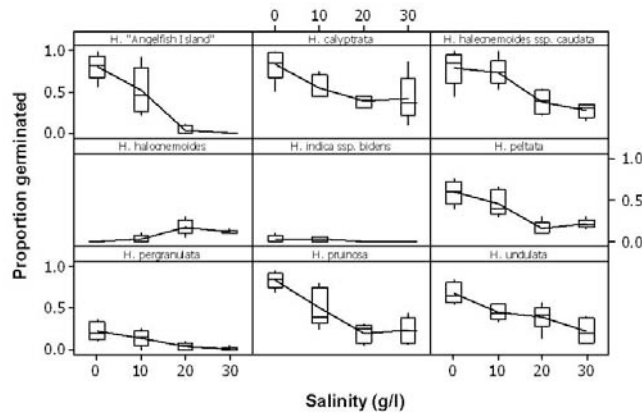 0 10 20 30
H. "Angelfish Island" H. calyptrata H. halecnemoides ssp. caudata
1.0
0.5
0.0
H. halocnemoides H. indica ssp. bidens H. peltata
1.0
0.5
0.0
H. pergranulata H. pruinosa H. undulata
1.0
0.5
0.0
0 10 20 30 0 10 20 30
Proportion germinated
Salinity (g/l)